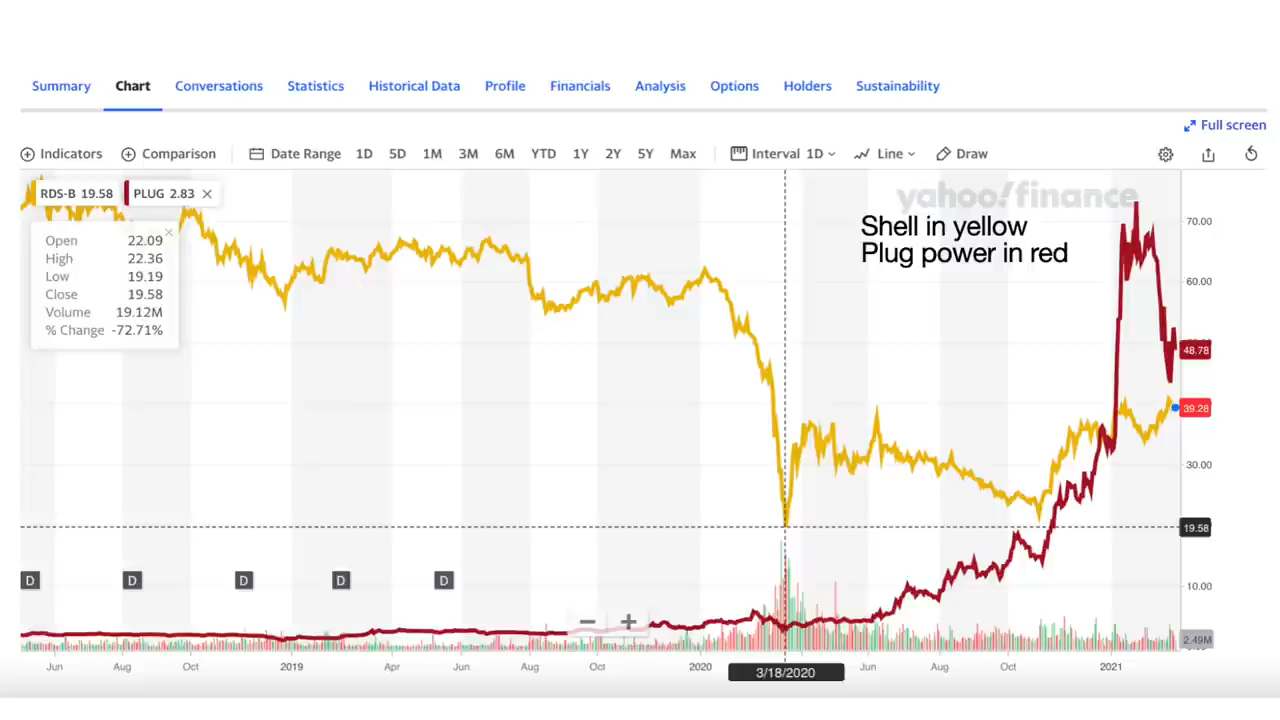 Summary Chart Conversations Statistics Historical Data Profile Financials Analysis Options Holders Sustainability
Full screen
Indicators Comparison Date Range 1D 5D 1M 3M 6M YTD 1Y 2Y 5Y Max Interval 1D Line Draw
RDS-B 19.58 PLUG 2.83
yahoo!finance
Shell in yellow
Plug power in red
Open 22.09
High 22.36
Low 19.19
Close 19.58
Volume 19.12M
% Change -72.71%
70.00
60.00
48.78
39.28
30.00
19.58
10.00
D D D D D
2.49M
Jun Aug Oct 2019 Apr Jun Aug Oct 2020 3/18/2020 Jun Aug Oct 2021